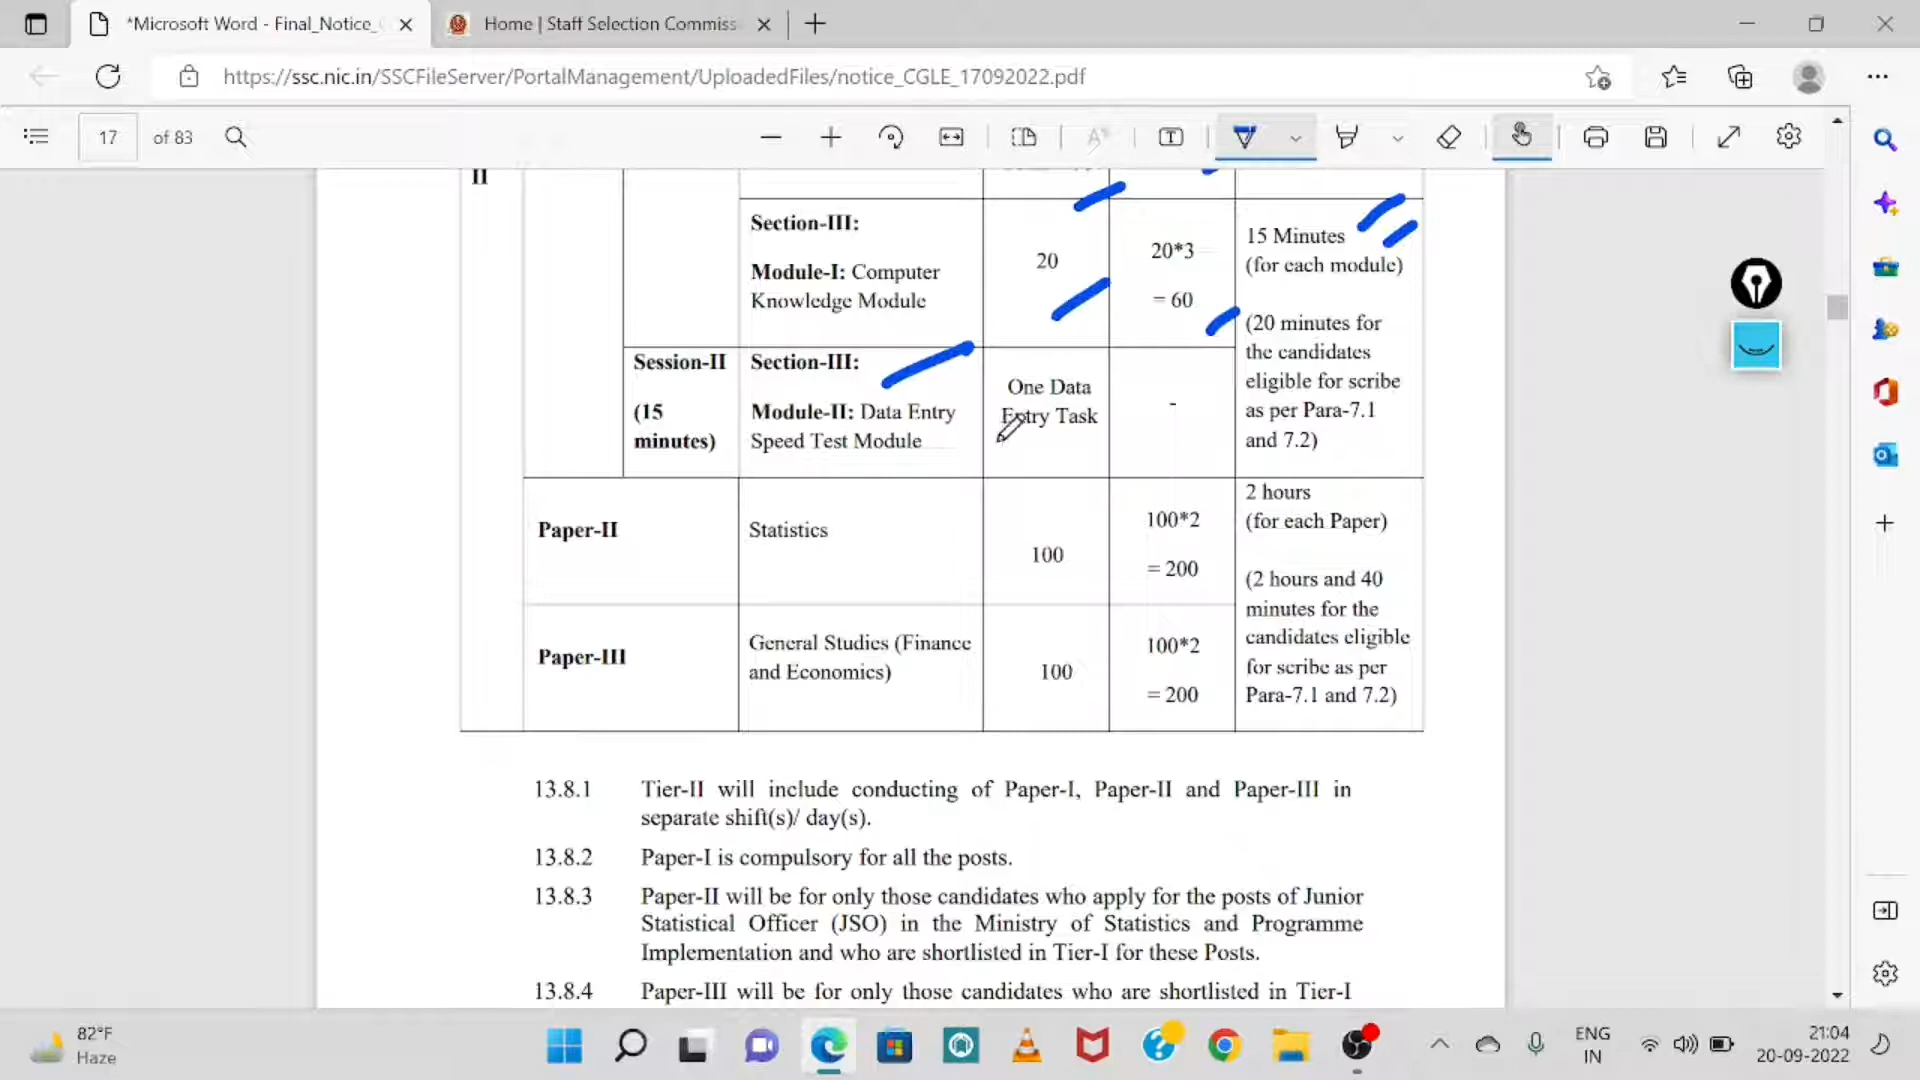 *Microsoft Word - Final_Notice_
Home | Staff Selection Commiss
https://ssc.nic.in/SSCFileServer/PortalManagement/UploadedFiles/notice_CGLE_17092022.pdf
17 of 83
II
Section-III:
Module-I: Computer
Knowledge Module
20
20*3
= 60
15 Minutes
(for each module)
(20 minutes for
the candidates
eligible for scribe
as per Para-7.1
and 7.2)
Session-II
(15
minutes)
Section-III:
Module-II: Data Entry
Speed Test Module
One Data
Entry Task
-
Paper-II
Statistics
100
100*2
= 200
2 hours
(for each Paper)
(2 hours and 40
minutes for the
candidates eligible
for scribe as per
Para-7.1 and 7.2)
Paper-III
General Studies (Finance
and Economics)
100
100*2
= 200
13.8.1 Tier-II will include conducting of Paper-I, Paper-II and Paper-III in
separate shift(s)/ day(s).
13.8.2 Paper-I is compulsory for all the posts.
13.8.3 Paper-II will be for only those candidates who apply for the posts of Junior
Statistical Officer (JSO) in the Ministry of Statistics and Programme
Implementation and who are shortlisted in Tier-I for these Posts.
13.8.4 Paper-III will be for only those candidates who are shortlisted in Tier-I
82°F
Haze
ENG
IN
21:04
20-09-2022